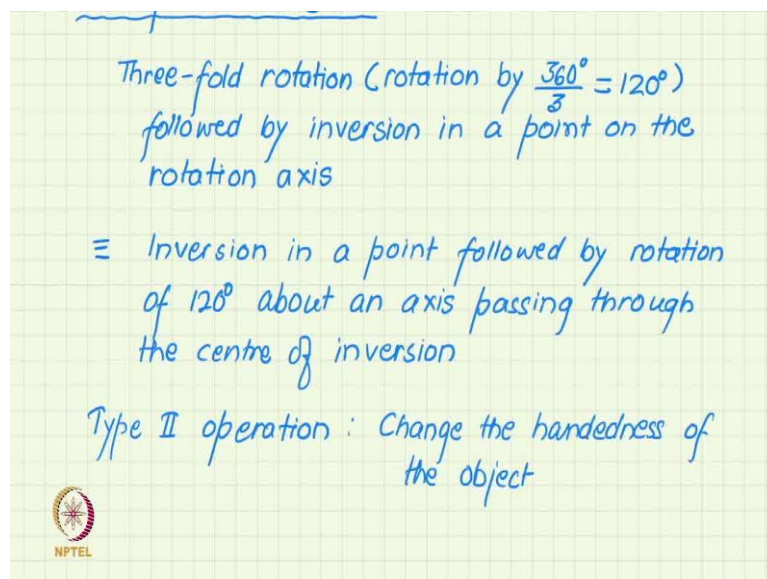 Three-fold rotation (rotation by 360°/3 = 120°)
followed by inversion in a point on the
rotation axis
≡ Inversion in a point followed by rotation
of 120° about an axis passing through
the centre of inversion
Type II operation : Change the handedness of
the object
NPTEL